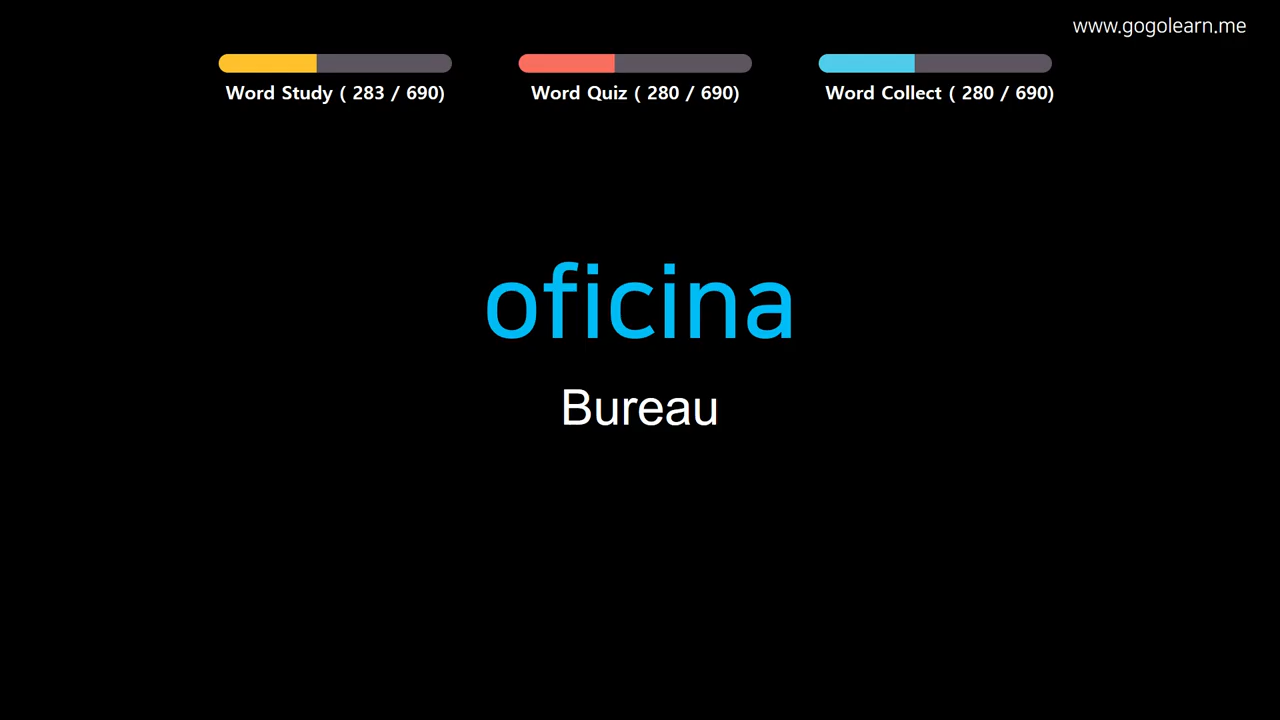 www.gogolearn.me
Word Study ( 283 / 690)
Word Quiz ( 280 / 690)
Word Collect ( 280 / 690)
oficina
Bureau